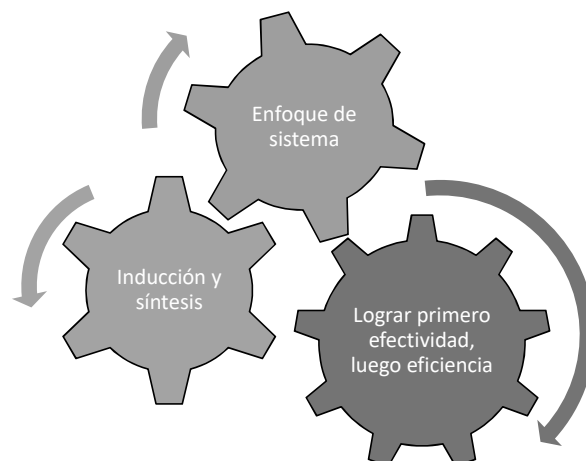 Enfoque de
sistema
Inducción y
síntesis
Lograr primero
efectividad,
luego eficiencia